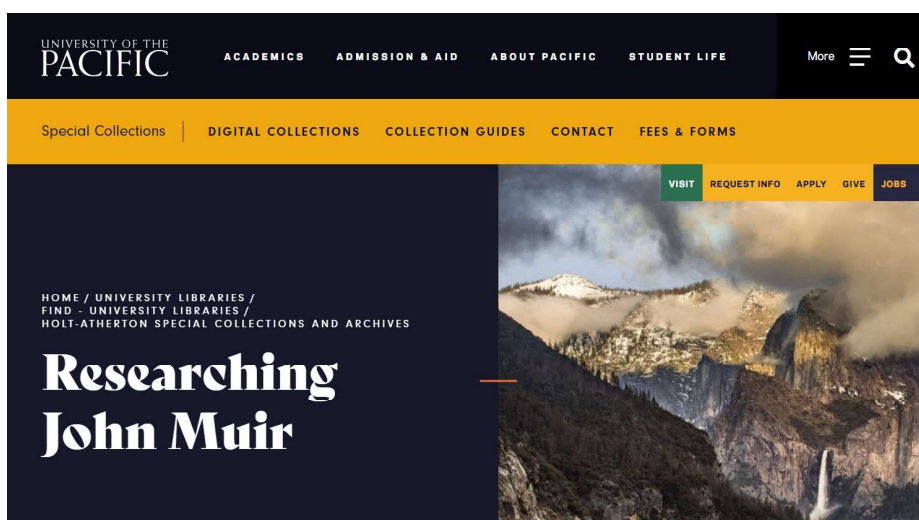 UNIVERSITY OF THE
PACIFIC
ACADEMICS ADMISSION & AID ABOUT PACIFIC STUDENT LIFE More
Special Collections DIGITAL COLLECTIONS COLLECTION GUIDES CONTACT FEES & FORMS
VISIT REQUEST INFO APPLY GIVE JOBS
HOME / UNIVERSITY LIBRARIES /
FIND - UNIVERSITY LIBRARIES /
HOLT-ATHERTON SPECIAL COLLECTIONS AND ARCHIVES
Researching
John Muir